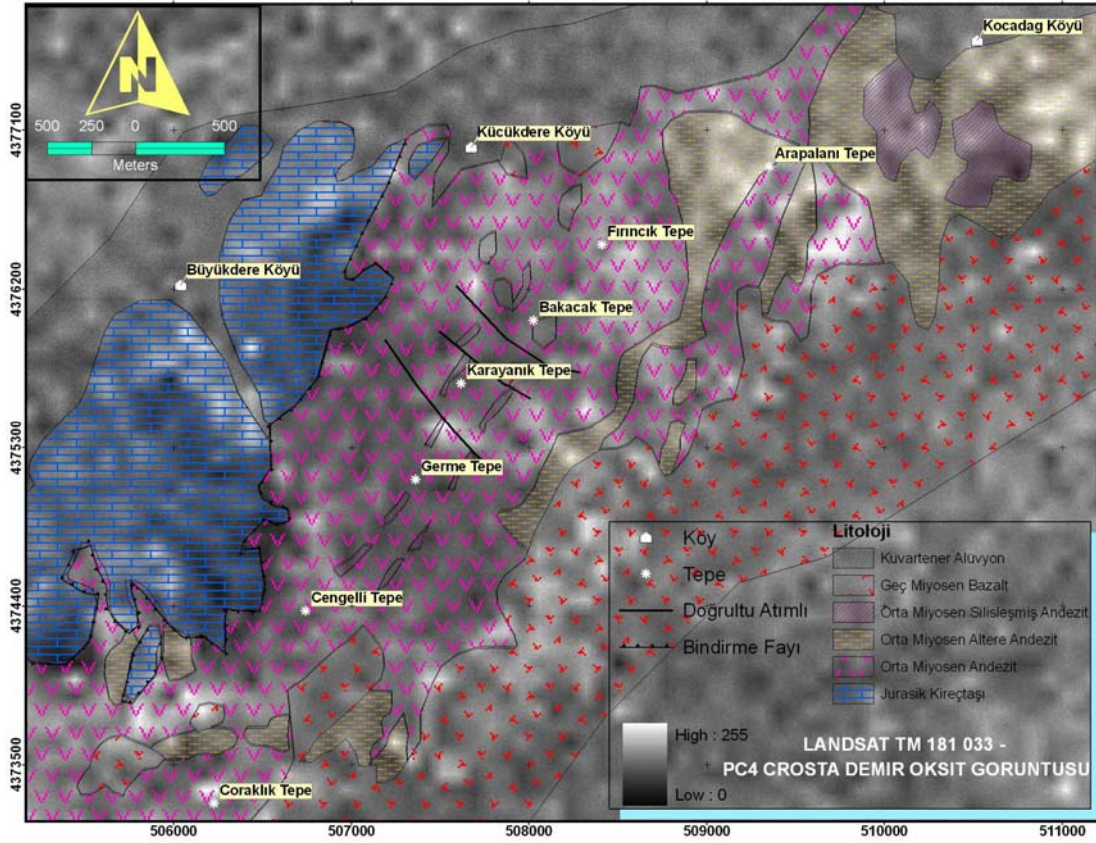 N
500 250 0 500
Meters
Kocadag Köyü
4377100
Kücükdere Köyü
Arapalanı Tepe
Fırıncık Tepe
Büyükdere Köyü
4376200
Bakacak Tepe
Karayanık Tepe
4375300
Germe Tepe
Cengelli Tepe
4374400
4373500
Coraklık Tepe
Köy
Tepe
Doğrultu Atımlı
Bindirme Fayı
Litoloji
Kuvartener Alüvyon
Geç Miyosen Bazalt
Orta Miyosen Silisleşmiş Andezit
Orta Miyosen Altere Andezit
Orta Miyosen Andezit
Jurasik Kireçtaşı
High : 255
Low : 0
LANDSAT TM 181 033 -
PC4 CROSTA DEMIR OKSIT GORUNTUSU
506000 507000 508000 509000 510000 511000